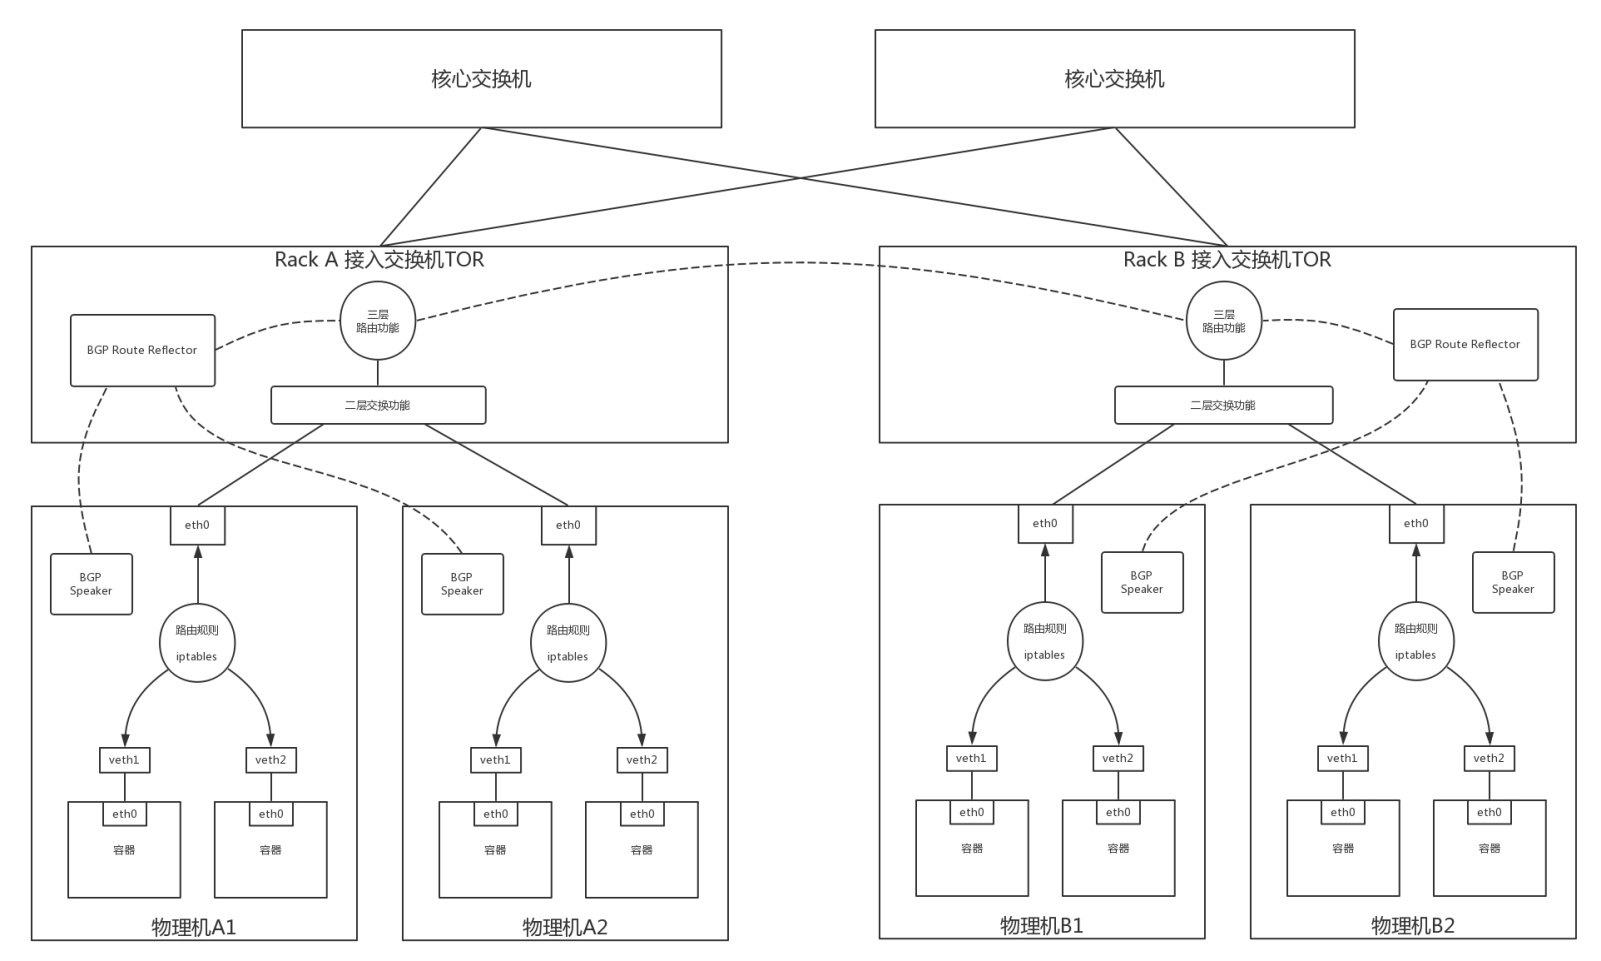 核心交换机
核心交换机
Rack A 接入交换机TOR
Rack B 接入交换机TOR
三层
路由功能
三层
路由功能
BGP Route Reflector
BGP Route Reflector
二层交换功能
二层交换功能
eth0
eth0
eth0
eth0
BGP
Speaker
BGP
Speaker
BGP
Speaker
BGP
Speaker
路由规则
iptables
路由规则
iptables
路由规则
iptables
路由规则
iptables
veth1
veth2
veth1
veth2
veth1
veth2
veth1
veth2
eth0
eth0
eth0
eth0
eth0
eth0
eth0
eth0
容器
容器
容器
容器
容器
容器
容器
容器
物理机A1
物理机A2
物理机B1
物理机B2